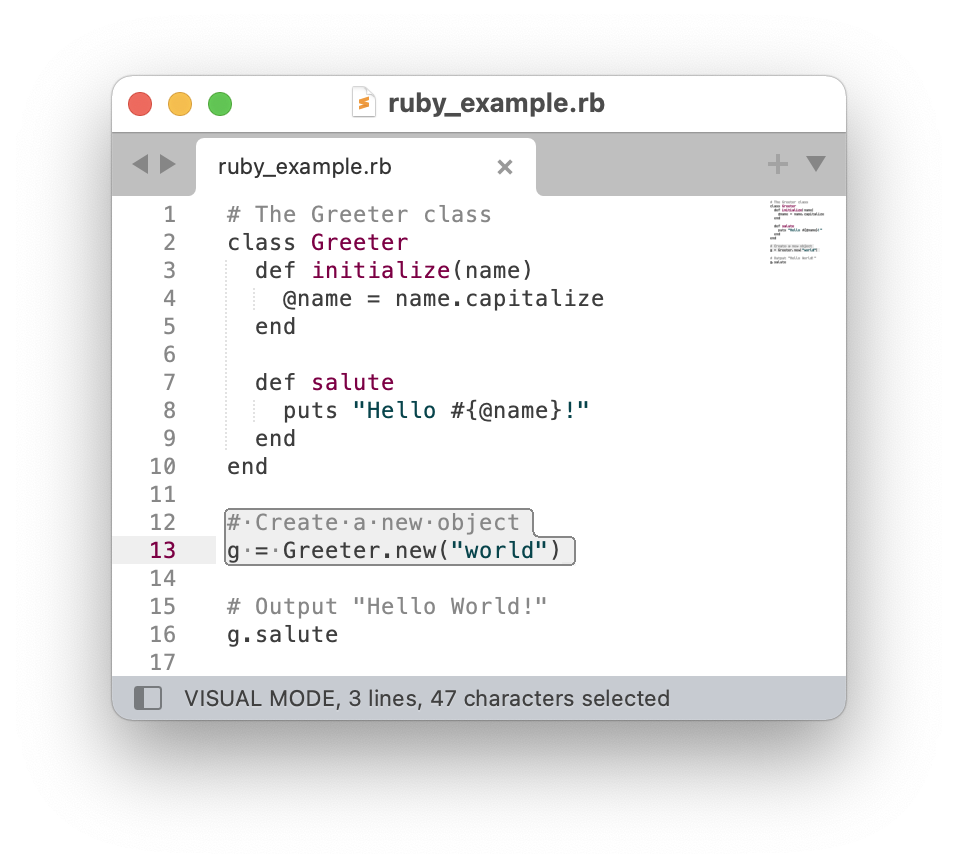 ruby_example.rb
ruby_example.rb
1 # The Greeter class
2 class Greeter
3   def initialize(name)
4     @name = name.capitalize
5   end
6
7   def salute
8     puts "Hello #{@name}!"
9   end
10 end
11
12 # Create a new object
13 g = Greeter.new("world")
14
15 # Output "Hello World!"
16 g.salute
17
VISUAL MODE, 3 lines, 47 characters selected